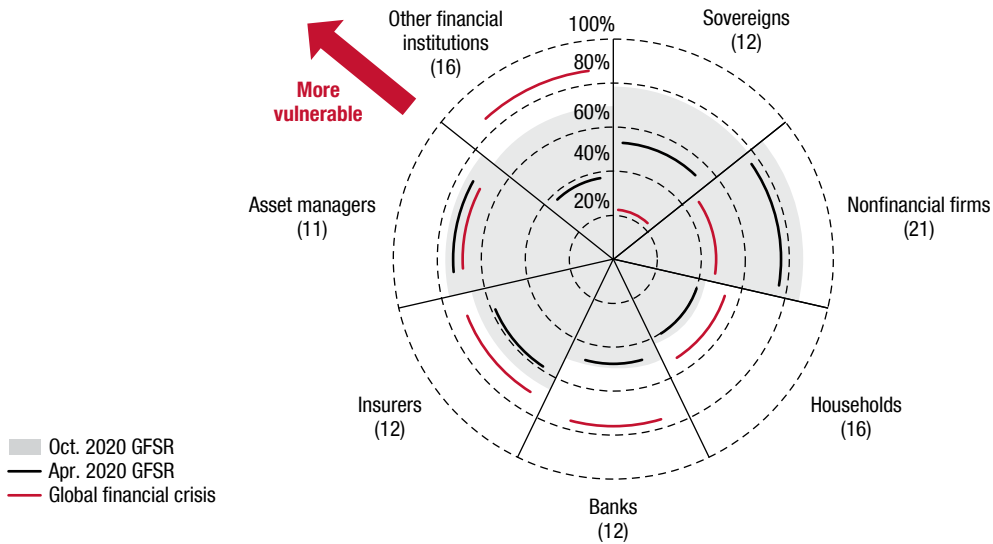 Other financial
institutions
(16)
100%
80%
60%
40%
20%
Sovereigns
(12)
More
vulnerable
Asset managers
(11)
Nonfinancial firms
(21)
Insurers
(12)
Households
(16)
Banks
(12)
Oct. 2020 GFSR
Apr. 2020 GFSR
Global financial crisis